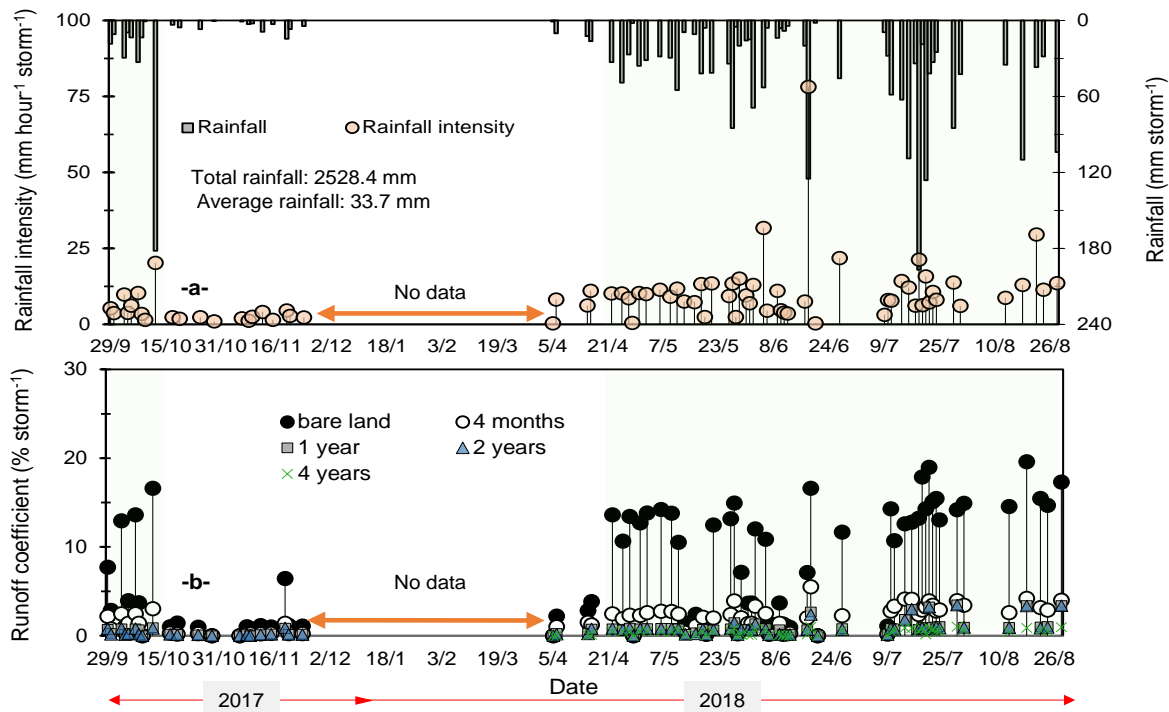 Rainfall intensity (mm hour⁻¹ storm⁻¹)
100
75
50
25
0
0
60
120
180
240
Rainfall (mm storm⁻¹)
Rainfall
Rainfall intensity
Total rainfall: 2528.4 mm
Average rainfall: 33.7 mm
-a-
No data
29/9 15/10 31/10 16/11 2/12 18/1 3/2 19/3 5/4 21/4 7/5 23/5 8/6 24/6 9/7 25/7 10/8 26/8
Runoff coefficient (% storm⁻¹)
30
20
10
0
bare land
4 months
1 year
2 years
4 years
-b-
No data
29/9 15/10 31/10 16/11 2/12 18/1 3/2 19/3 5/4 21/4 7/5 23/5 8/6 24/6 9/7 25/7 10/8 26/8
Date
2017
2018